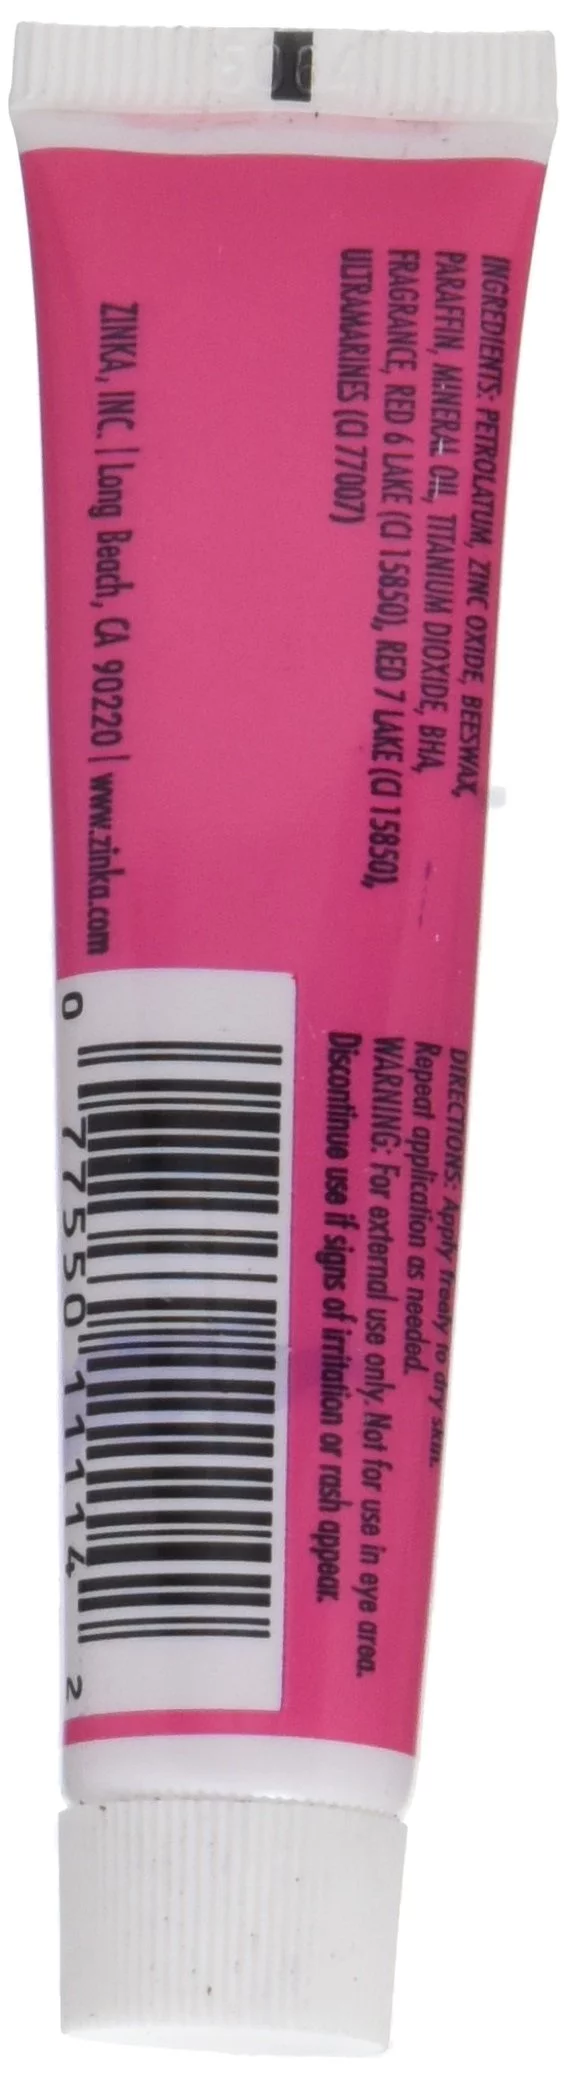 INGREDIENTS: PETROLATUM, ZINC OXIDE, BEESWAX,
PARAFFIN, MINERAL OIL, TITANIUM DIOXIDE, BHA,
FRAGRANCE, RED 6 LAKE (CI 15850), RED 7 LAKE (CI 15850),
ULTRAMARINES (CI 77007)
ZINKA, INC. | Long Beach, CA 90220 | www.zinka.com
DIRECTIONS: Apply freely to dry skin.
Repeat application as needed.
WARNING: For external use only. Not for use in eye area.
Discontinue use if signs of irritation or rash appear.
0 77550 11114 2